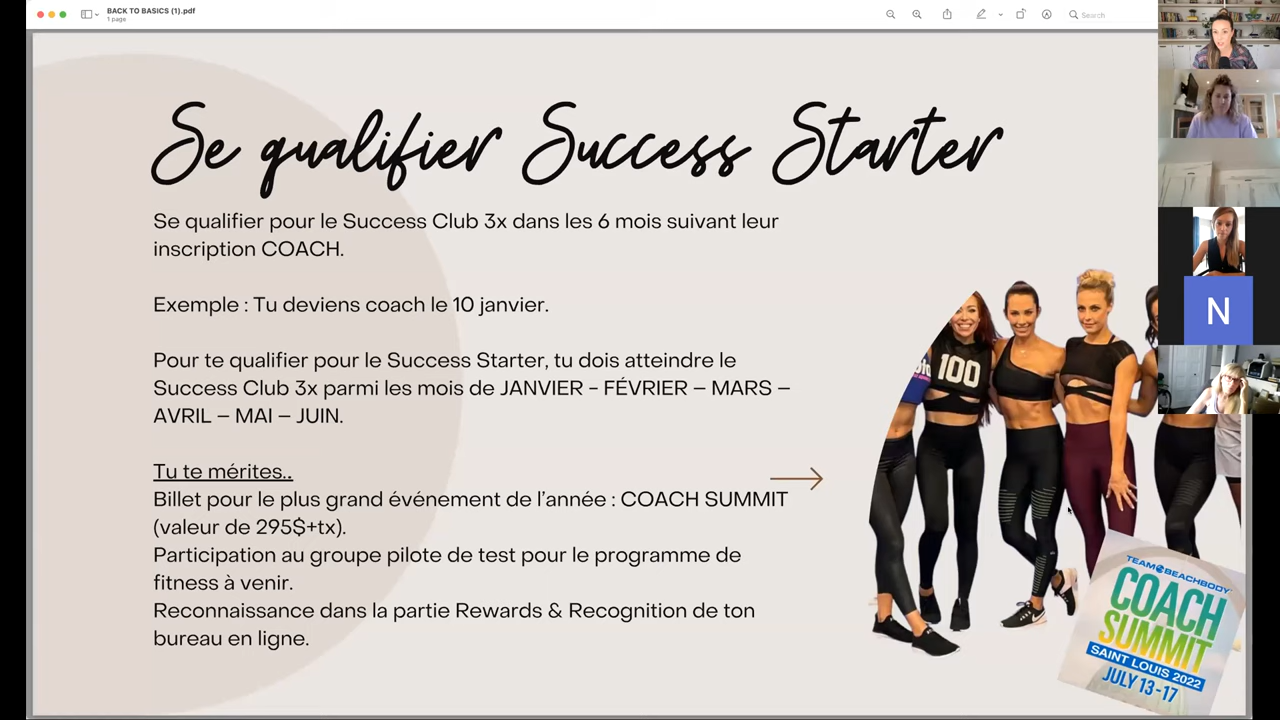 BACK TO BASICS (1).pdf
1 page
Search
Se qualifier Success Starter
Se qualifier pour le Success Club 3x dans les 6 mois suivant leur
inscription COACH.
Exemple : Tu deviens coach le 10 janvier.
Pour te qualifier pour le Success Starter, tu dois atteindre le
Success Club 3x parmi les mois de JANVIER - FÉVRIER – MARS –
AVRIL – MAI – JUIN.
Tu te mérites..
Billet pour le plus grand événement de l'année : COACH SUMMIT
(valeur de 295$+tx).
Participation au groupe pilote de test pour le programme de
fitness à venir.
Reconnaissance dans la partie Rewards & Recognition de ton
bureau en ligne.
100
N
TEAM BEACHBODY
COACH
SUMMIT
SAINT LOUIS 2022
JULY 13-17